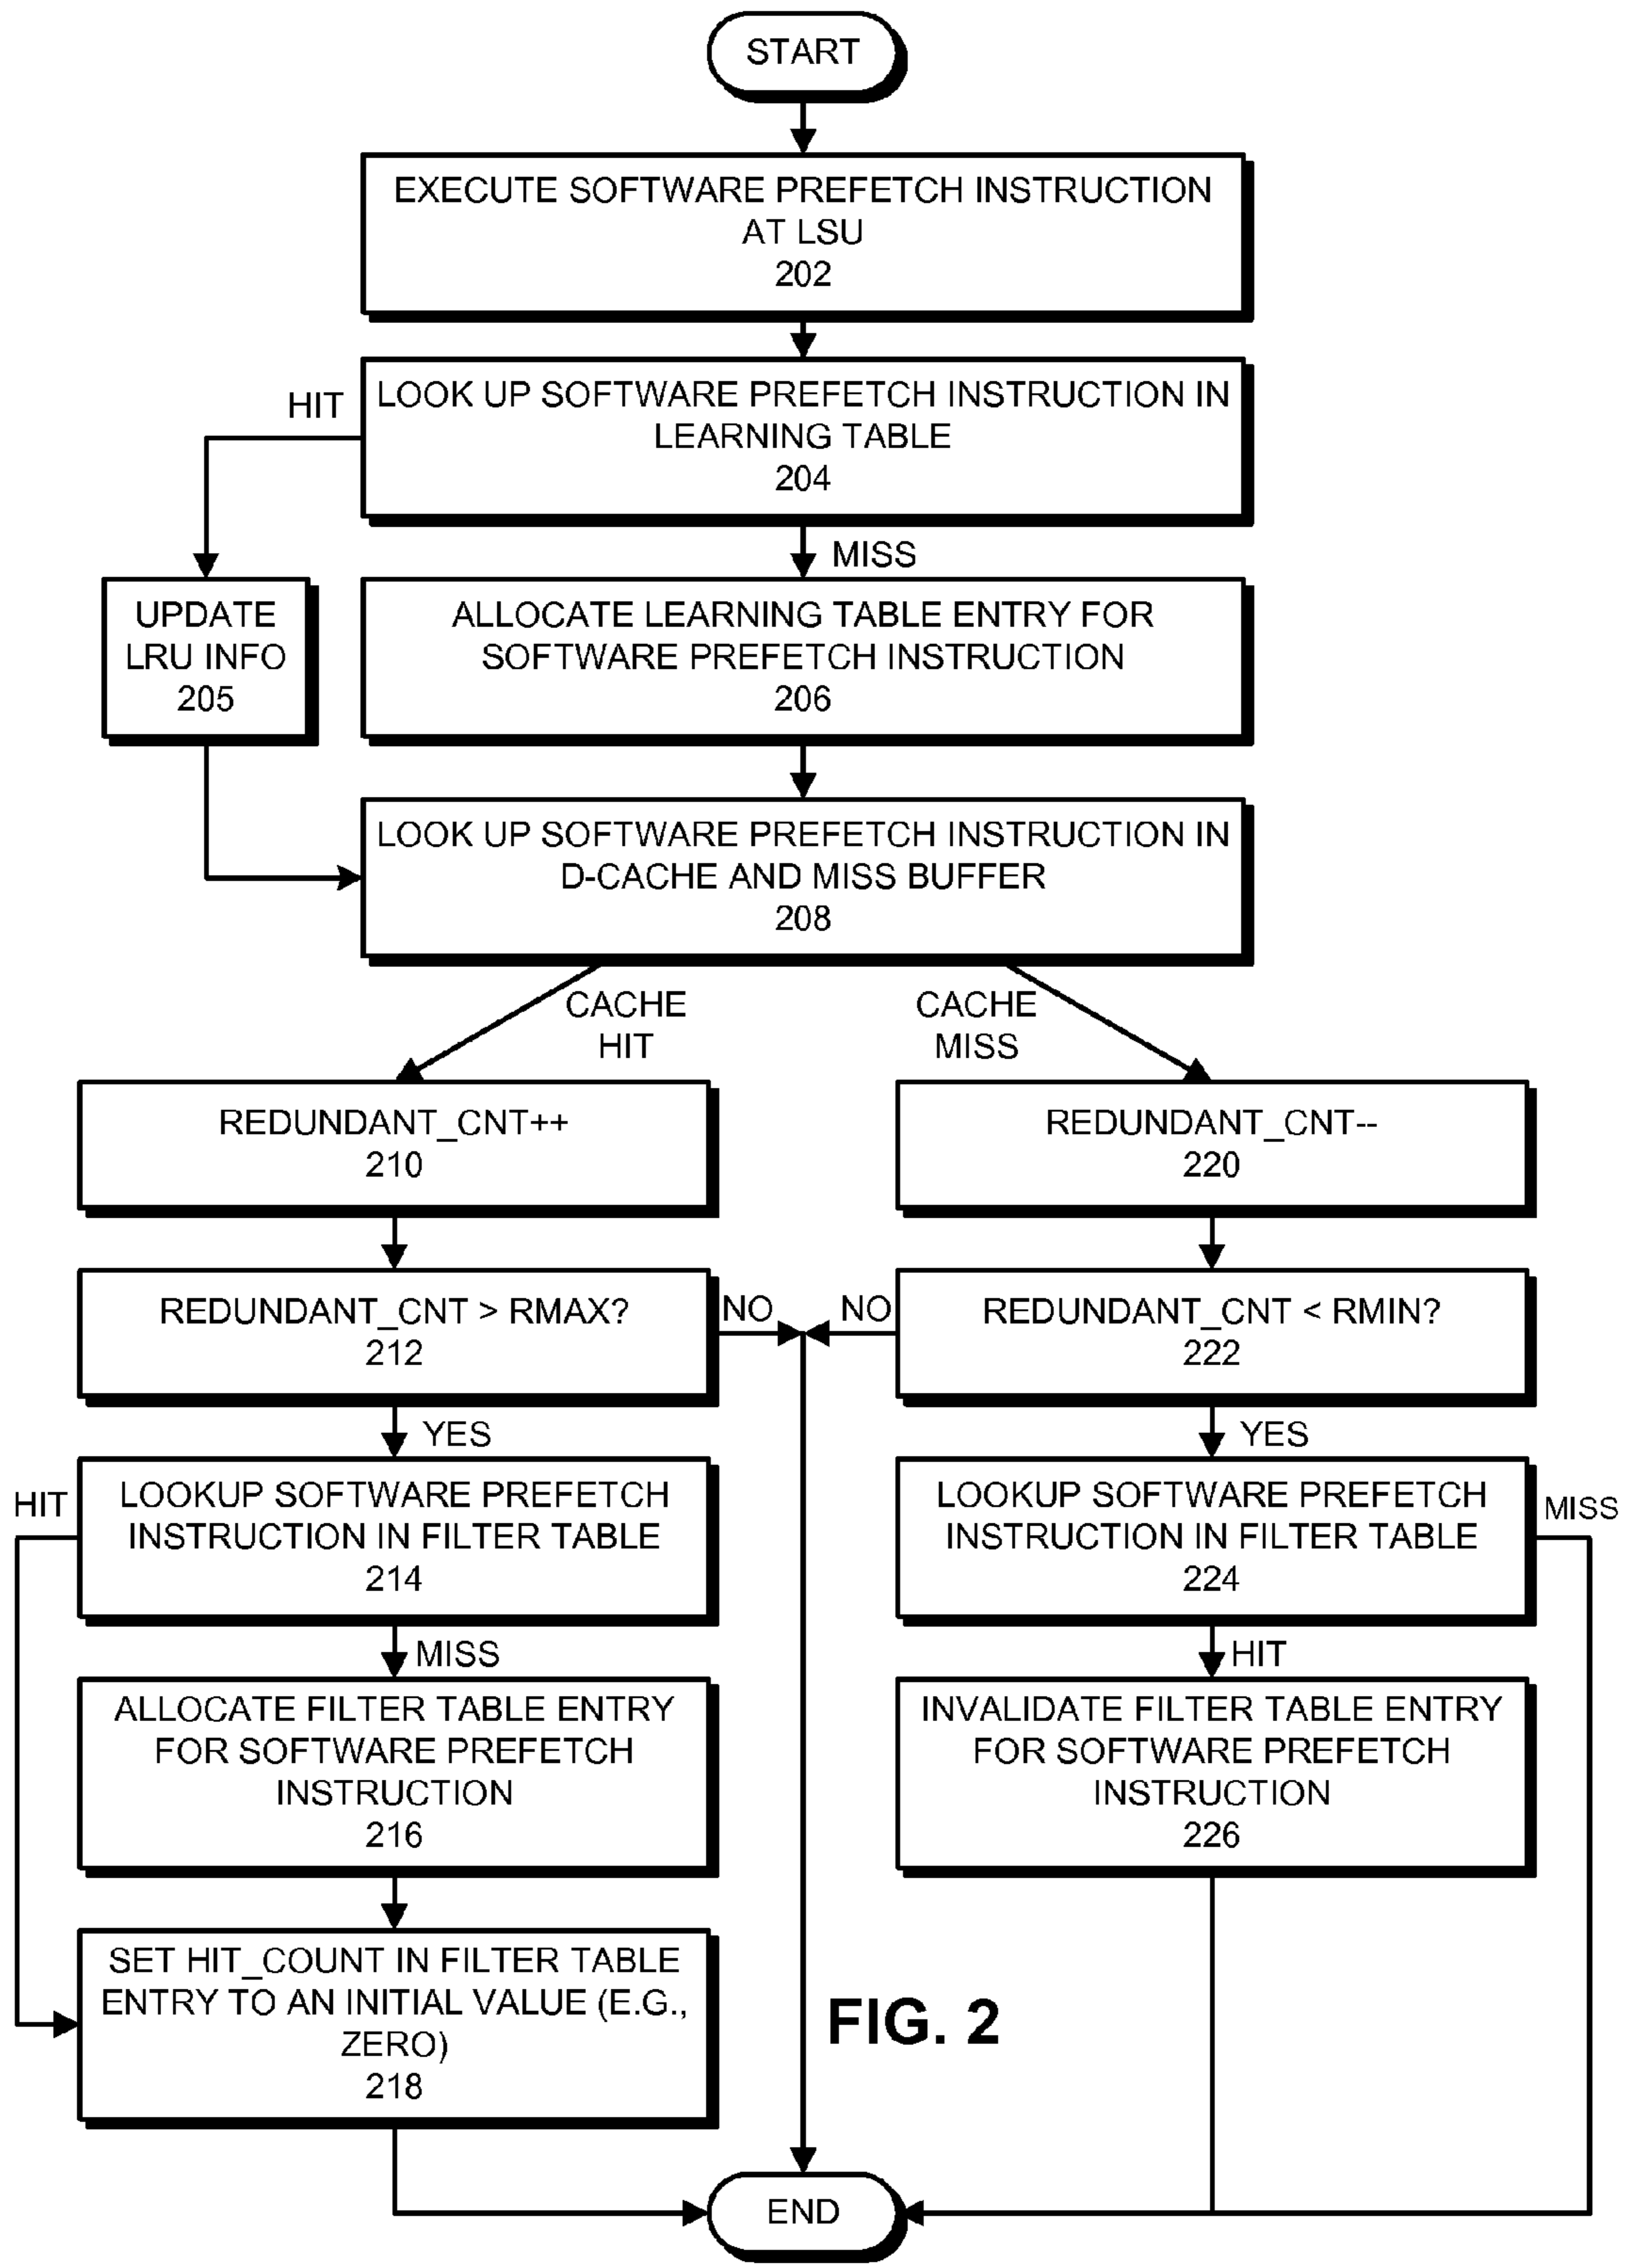 START
EXECUTE SOFTWARE PREFETCH INSTRUCTION
AT LSU
202
HIT
LOOK UP SOFTWARE PREFETCH INSTRUCTION IN
LEARNING TABLE
204
MISS
UPDATE
LRU INFO
205
ALLOCATE LEARNING TABLE ENTRY FOR
SOFTWARE PREFETCH INSTRUCTION
206
LOOK UP SOFTWARE PREFETCH INSTRUCTION IN
D-CACHE AND MISS BUFFER
208
CACHE
HIT
CACHE
MISS
REDUNDANT_CNT++
210
REDUNDANT_CNT--
220
REDUNDANT_CNT > RMAX?
212
NO
NO
REDUNDANT_CNT < RMIN?
222
YES
YES
HIT
LOOKUP SOFTWARE PREFETCH
INSTRUCTION IN FILTER TABLE
214
LOOKUP SOFTWARE PREFETCH
INSTRUCTION IN FILTER TABLE
224
MISS
MISS
HIT
ALLOCATE FILTER TABLE ENTRY
FOR SOFTWARE PREFETCH
INSTRUCTION
216
INVALIDATE FILTER TABLE ENTRY
FOR SOFTWARE PREFETCH
INSTRUCTION
226
SET HIT_COUNT IN FILTER TABLE
ENTRY TO AN INITIAL VALUE (E.G.,
ZERO)
218
FIG. 2
END